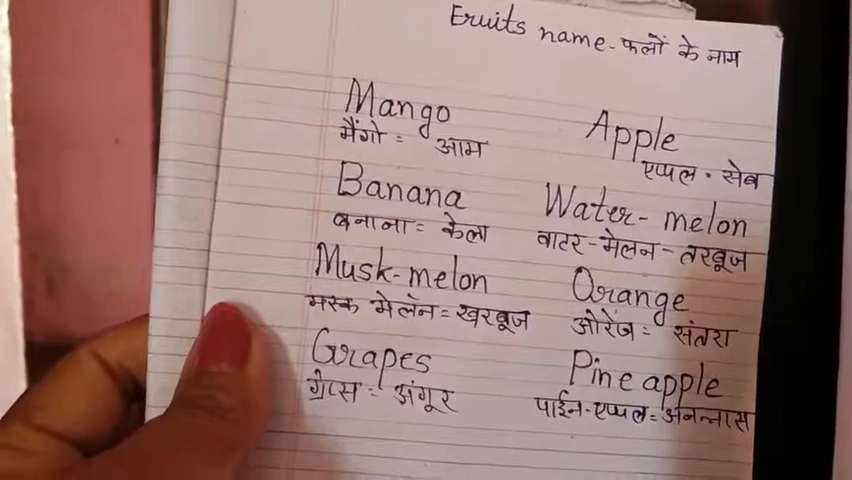 Fruits name - फलों के नाम
Mango
मैंगो = आम
Apple
एप्पल - सेब
Banana
बनाना = केला
Water-melon
वाटर-मेलन - तरबूज
Musk-melon
मस्क मेलॅन = खरबूज
Orange
ओरेंज = संतरा
Grapes
ग्रेप्स = अंगूर
Pineapple
पाईन-एप्पल = अनन्नास